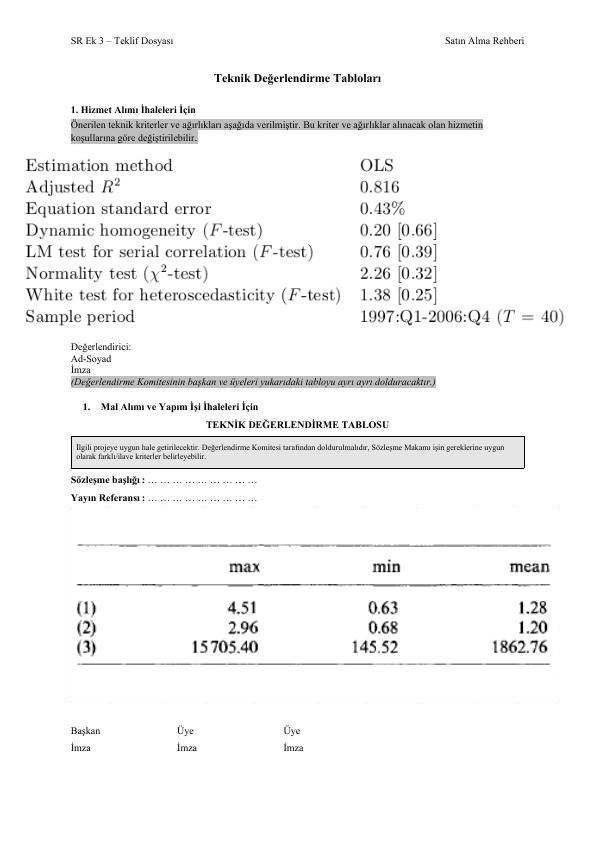 SR Ek 3 – Teklif Dosyası Satın Alma Rehberi
Teknik Değerlendirme Tabloları
1. Hizmet Alımı İhaleleri İçin
Önerilen teknik kriterler ve ağırlıkları aşağıda verilmiştir. Bu kriter ve ağırlıklar alınacak olan hizmetin
koşullarına göre değiştirilebilir.
Estimation method OLS
Adjusted R² 0.816
Equation standard error 0.43%
Dynamic homogeneity (F-test) 0.20 [0.66]
LM test for serial correlation (F-test) 0.76 [0.39]
Normality test (χ²-test) 2.26 [0.32]
White test for heteroscedasticity (F-test) 1.38 [0.25]
Sample period 1997:Q1-2006:Q4 (T = 40)
Değerlendirici:
Ad-Soyad
İmza
(Değerlendirme Komitesinin başkan ve üyeleri yukarıdaki tabloyu ayrı ayrı dolduracaktır.)
1. Mal Alımı ve Yapım İşi İhaleleri İçin
TEKNİK DEĞERLENDİRME TABLOSU
İlgili projeye uygun hale getirilecektir. Değerlendirme Komitesi tarafından doldurulmalıdır, Sözleşme Makamı işin gereklerine uygun
olarak farklı/ilave kriterler belirleyebilir.
Sözleşme başlığı : … … … … … … … … …
Yayın Referansı : … … … … … … … … …
max min mean
(1) 4.51 0.63 1.28
(2) 2.96 0.68 1.20
(3) 15705.40 145.52 1862.76
Başkan Üye Üye
İmza İmza İmza